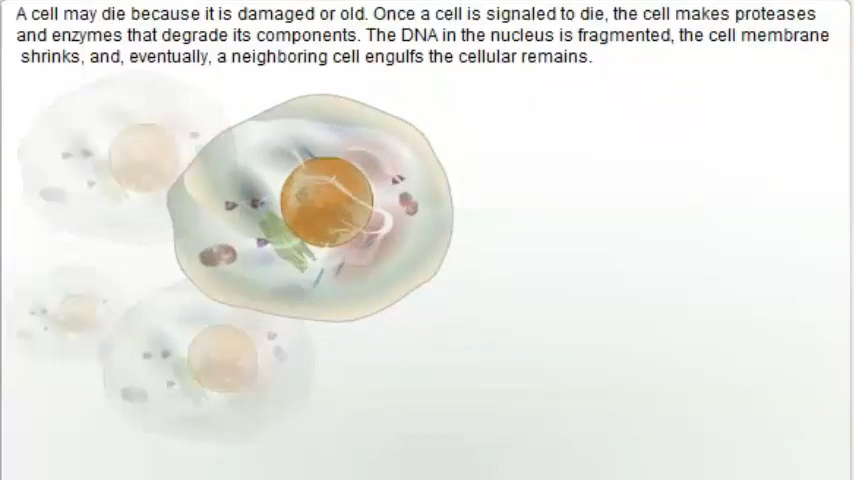 A cell may die because it is damaged or old. Once a cell is signaled to die, the cell makes proteases
and enzymes that degrade its components. The DNA in the nucleus is fragmented, the cell membrane
shrinks, and, eventually, a neighboring cell engulfs the cellular remains.